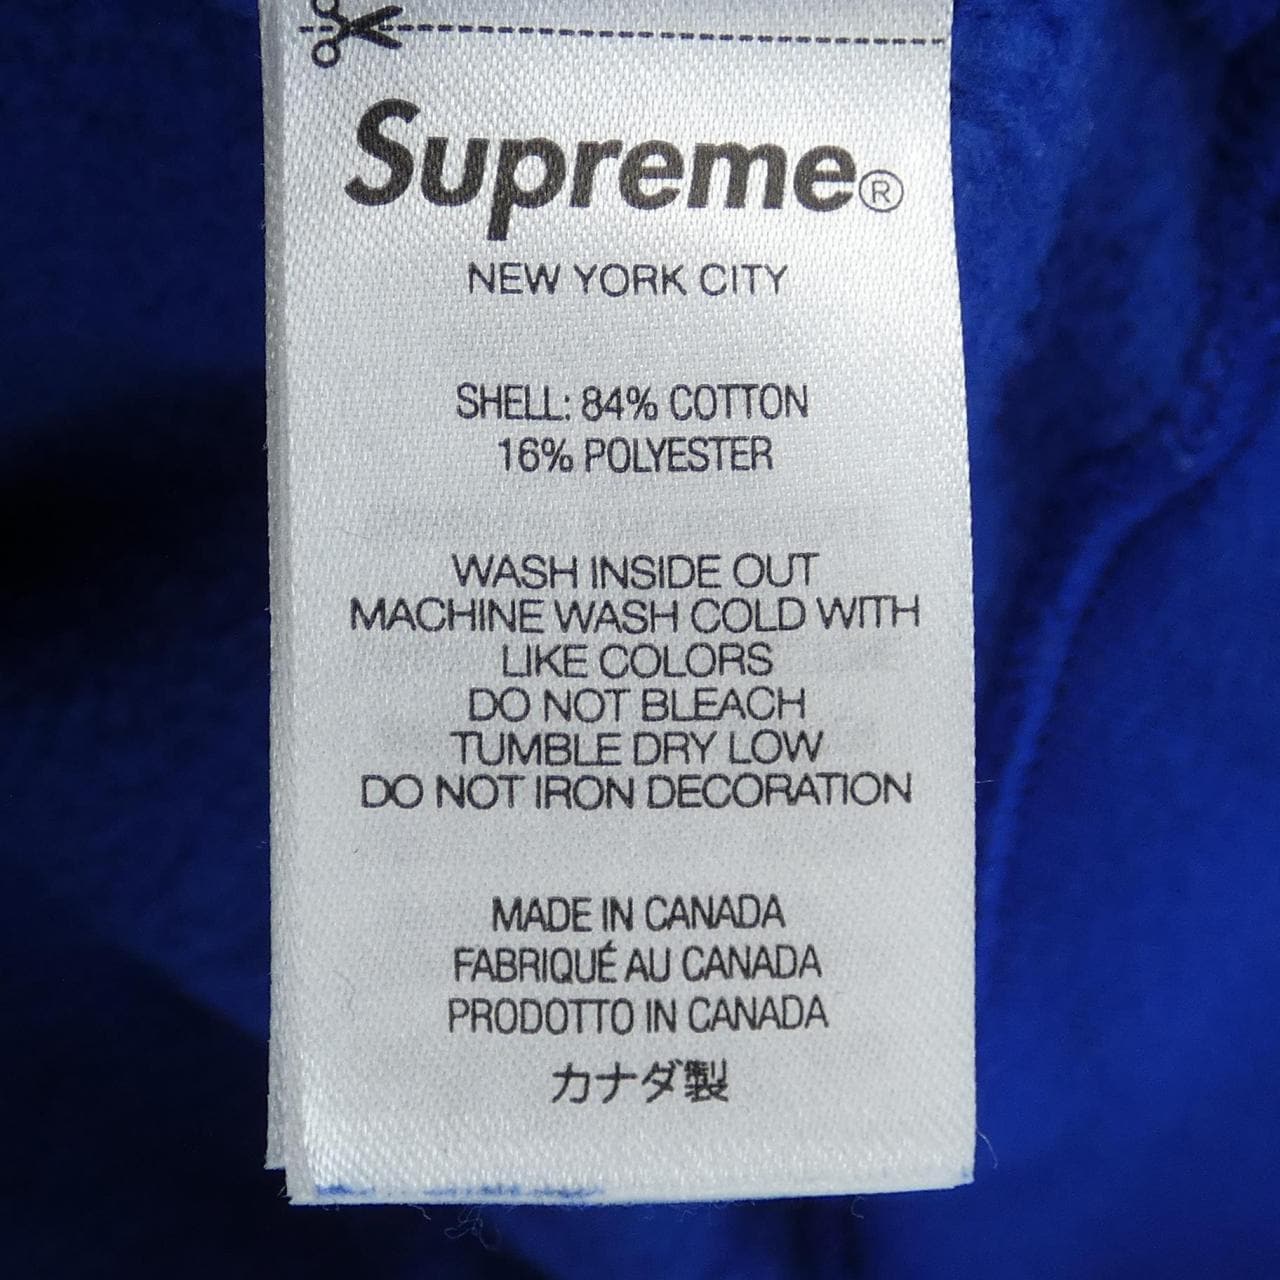 Supreme®
NEW YORK CITY
SHELL: 84% COTTON
16% POLYESTER
WASH INSIDE OUT
MACHINE WASH COLD WITH
LIKE COLORS
DO NOT BLEACH
TUMBLE DRY LOW
DO NOT IRON DECORATION
MADE IN CANADA
FABRIQUÉ AU CANADA
PRODOTTO IN CANADA
カナダ製